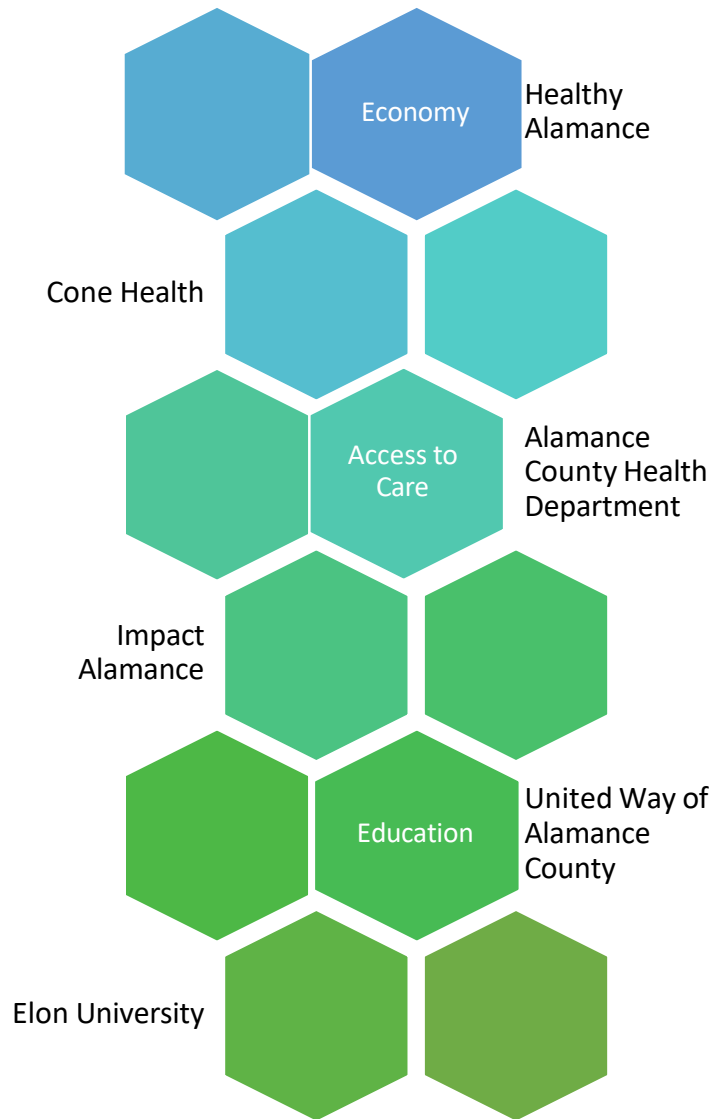 Economy
Healthy
Alamance
Cone Health
Access to
Care
Alamance
County Health
Department
Impact
Alamance
Education
United Way of
Alamance
County
Elon University